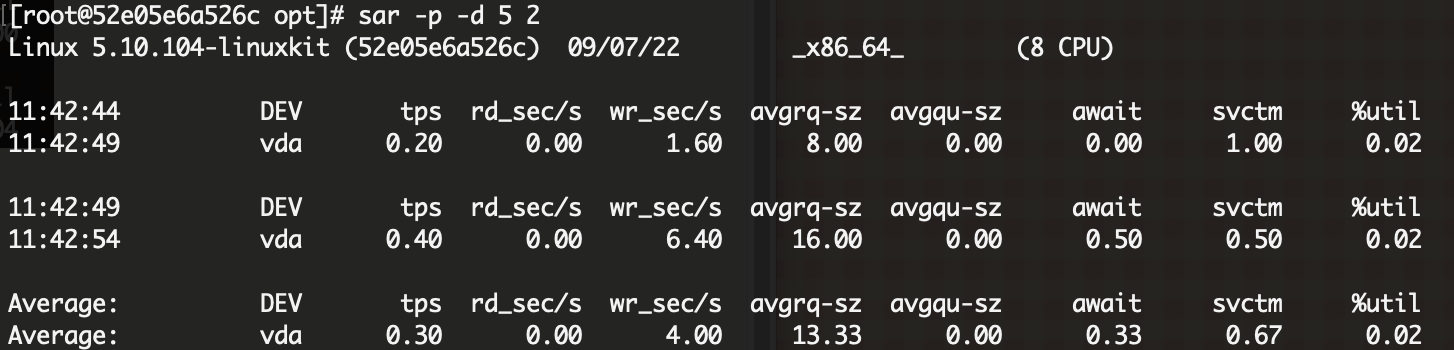 [root@52e05e6a526c opt]# sar -p -d 5 2
Linux 5.10.104-linuxkit (52e05e6a526c) 09/07/22 _x86_64_ (8 CPU)
11:42:44 DEV tps rd_sec/s wr_sec/s avgrq-sz avgqu-sz await svctm %util
11:42:49 vda 0.20 0.00 1.60 8.00 0.00 0.00 1.00 0.02
11:42:49 DEV tps rd_sec/s wr_sec/s avgrq-sz avgqu-sz await svctm %util
11:42:54 vda 0.40 0.00 6.40 16.00 0.00 0.50 0.50 0.02
Average: DEV tps rd_sec/s wr_sec/s avgrq-sz avgqu-sz await svctm %util
Average: vda 0.30 0.00 4.00 13.33 0.00 0.33 0.67 0.02